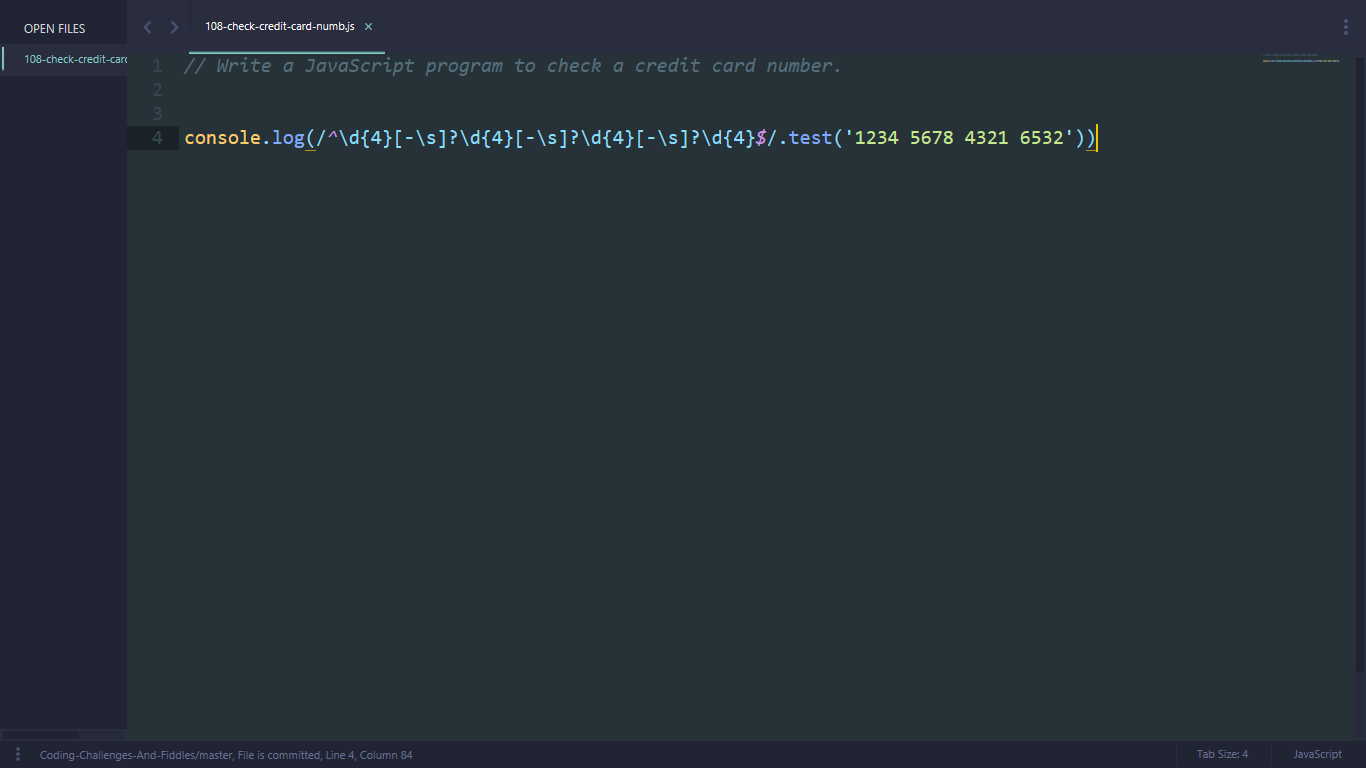 OPEN FILES
108-check-credit-card
108-check-credit-card-numb.js ×
1 // Write a JavaScript program to check a credit card number.
2
3
4 console.log(/^\d{4}[-\s]?\d{4}[-\s]?\d{4}[-\s]?\d{4}$/.test('1234 5678 4321 6532'))
Coding-Challenges-And-Fiddles/master, File is committed, Line 4, Column 84
Tab Size: 4
JavaScript